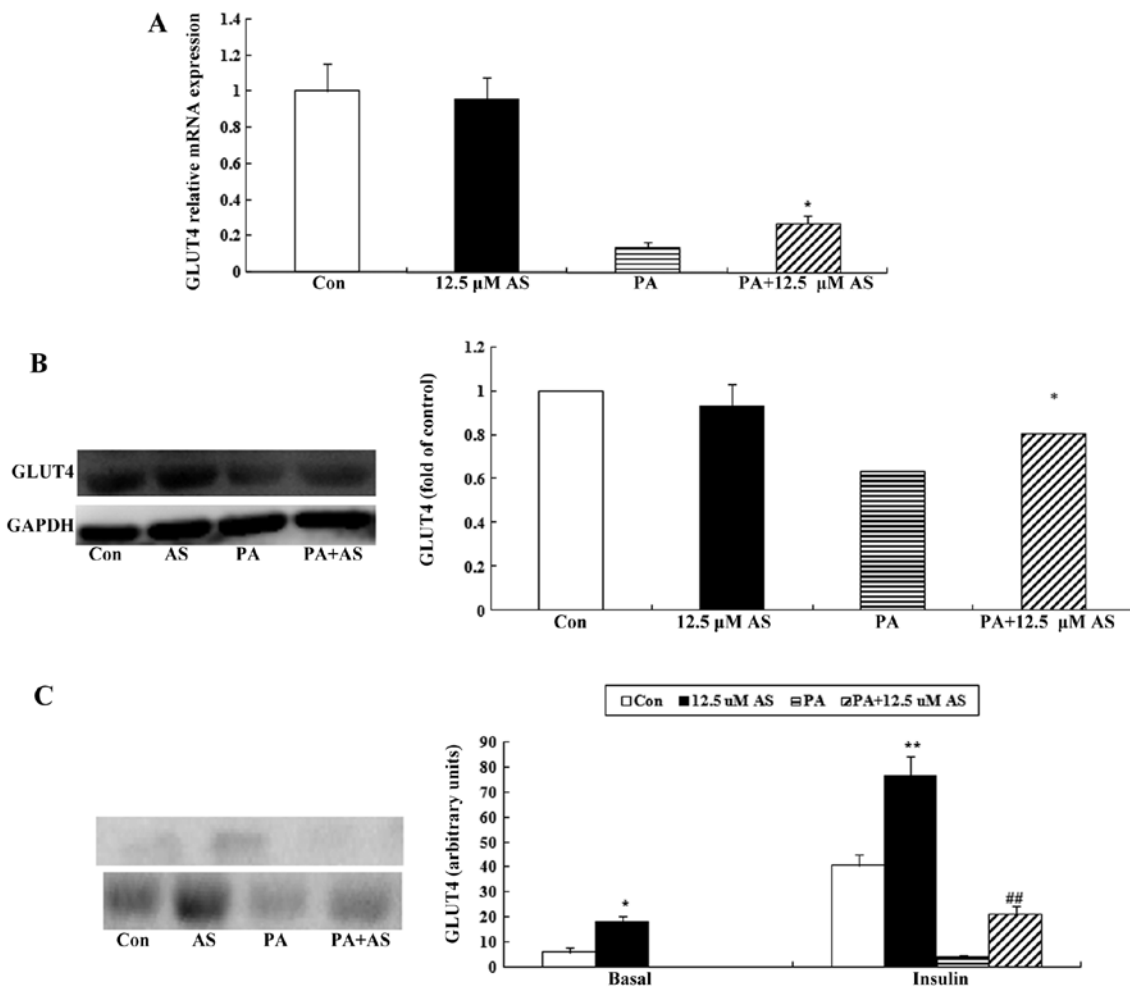 A
GLUT4 relative mRNA expression
1.4
1.2
1
0.8
0.6
0.4
0.2
0
*
Con
12.5 µM AS
PA
PA+12.5 µM AS
B
GLUT4
GAPDH
Con AS PA PA+AS
GLUT4 (fold of control)
1.2
1
0.8
0.6
0.4
0.2
0
*
Con
12.5 µM AS
PA
PA+12.5 µM AS
C
Con AS PA PA+AS
Con 12.5 uM AS PA PA+12.5 uM AS
GLUT4 (arbitrary units)
90
80
70
60
50
40
30
20
10
0
*
**
##
Basal
Insulin